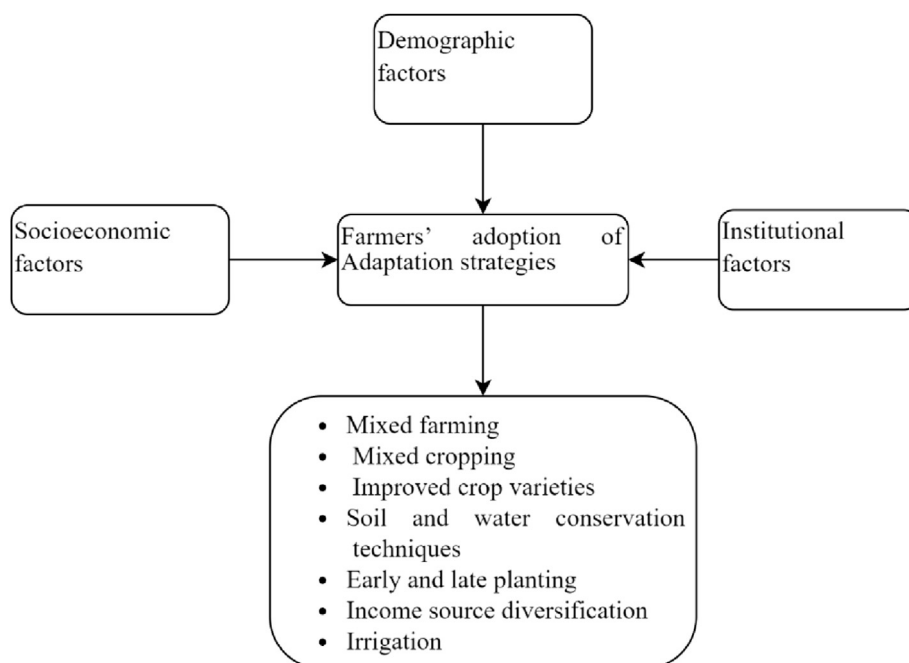 Demographic
factors
Socioeconomic
factors
Farmers’ adoption of
Adaptation strategies
Institutional
factors
• Mixed farming
• Mixed cropping
• Improved crop varieties
• Soil and water conservation
techniques
• Early and late planting
• Income source diversification
• Irrigation